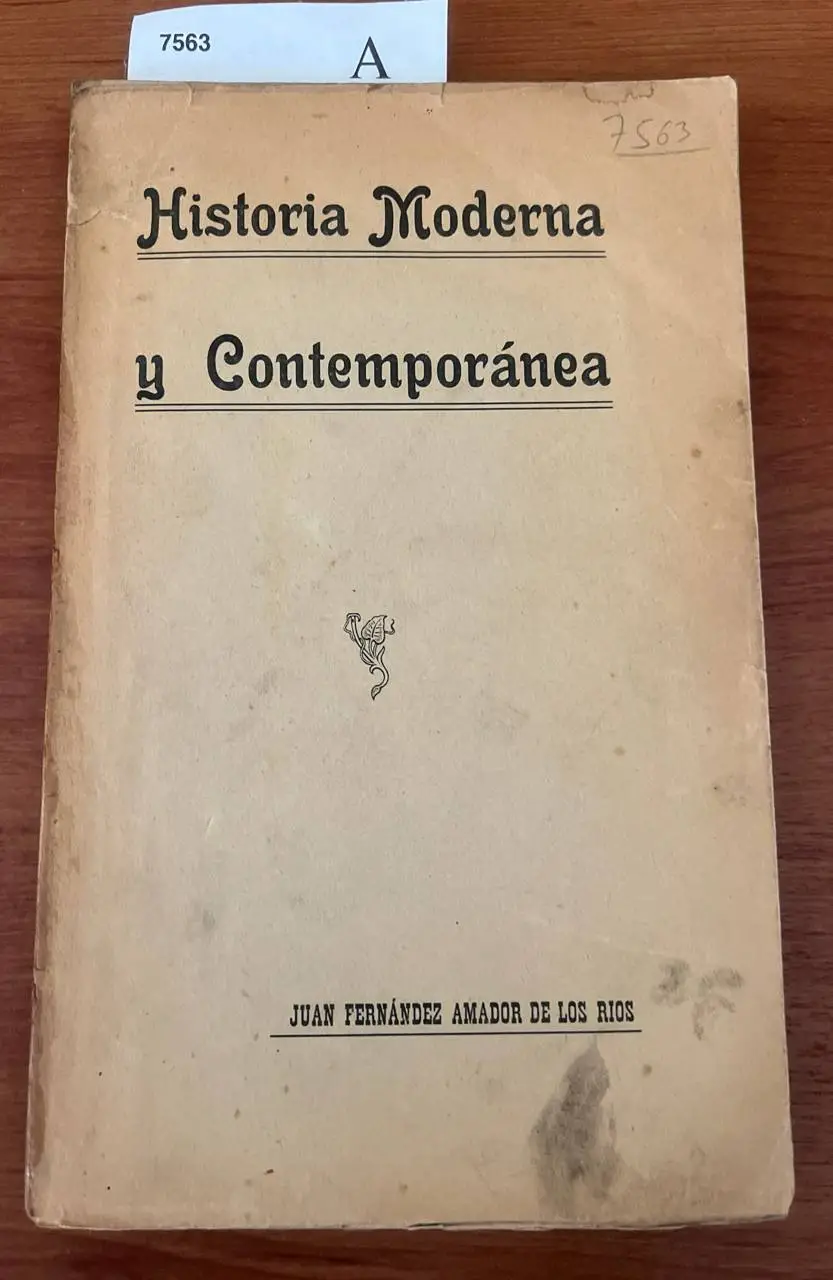 7563
A
7563
Historia Moderna
y Contemporánea
JUAN FERNÁNDEZ AMADOR DE LOS RIOS